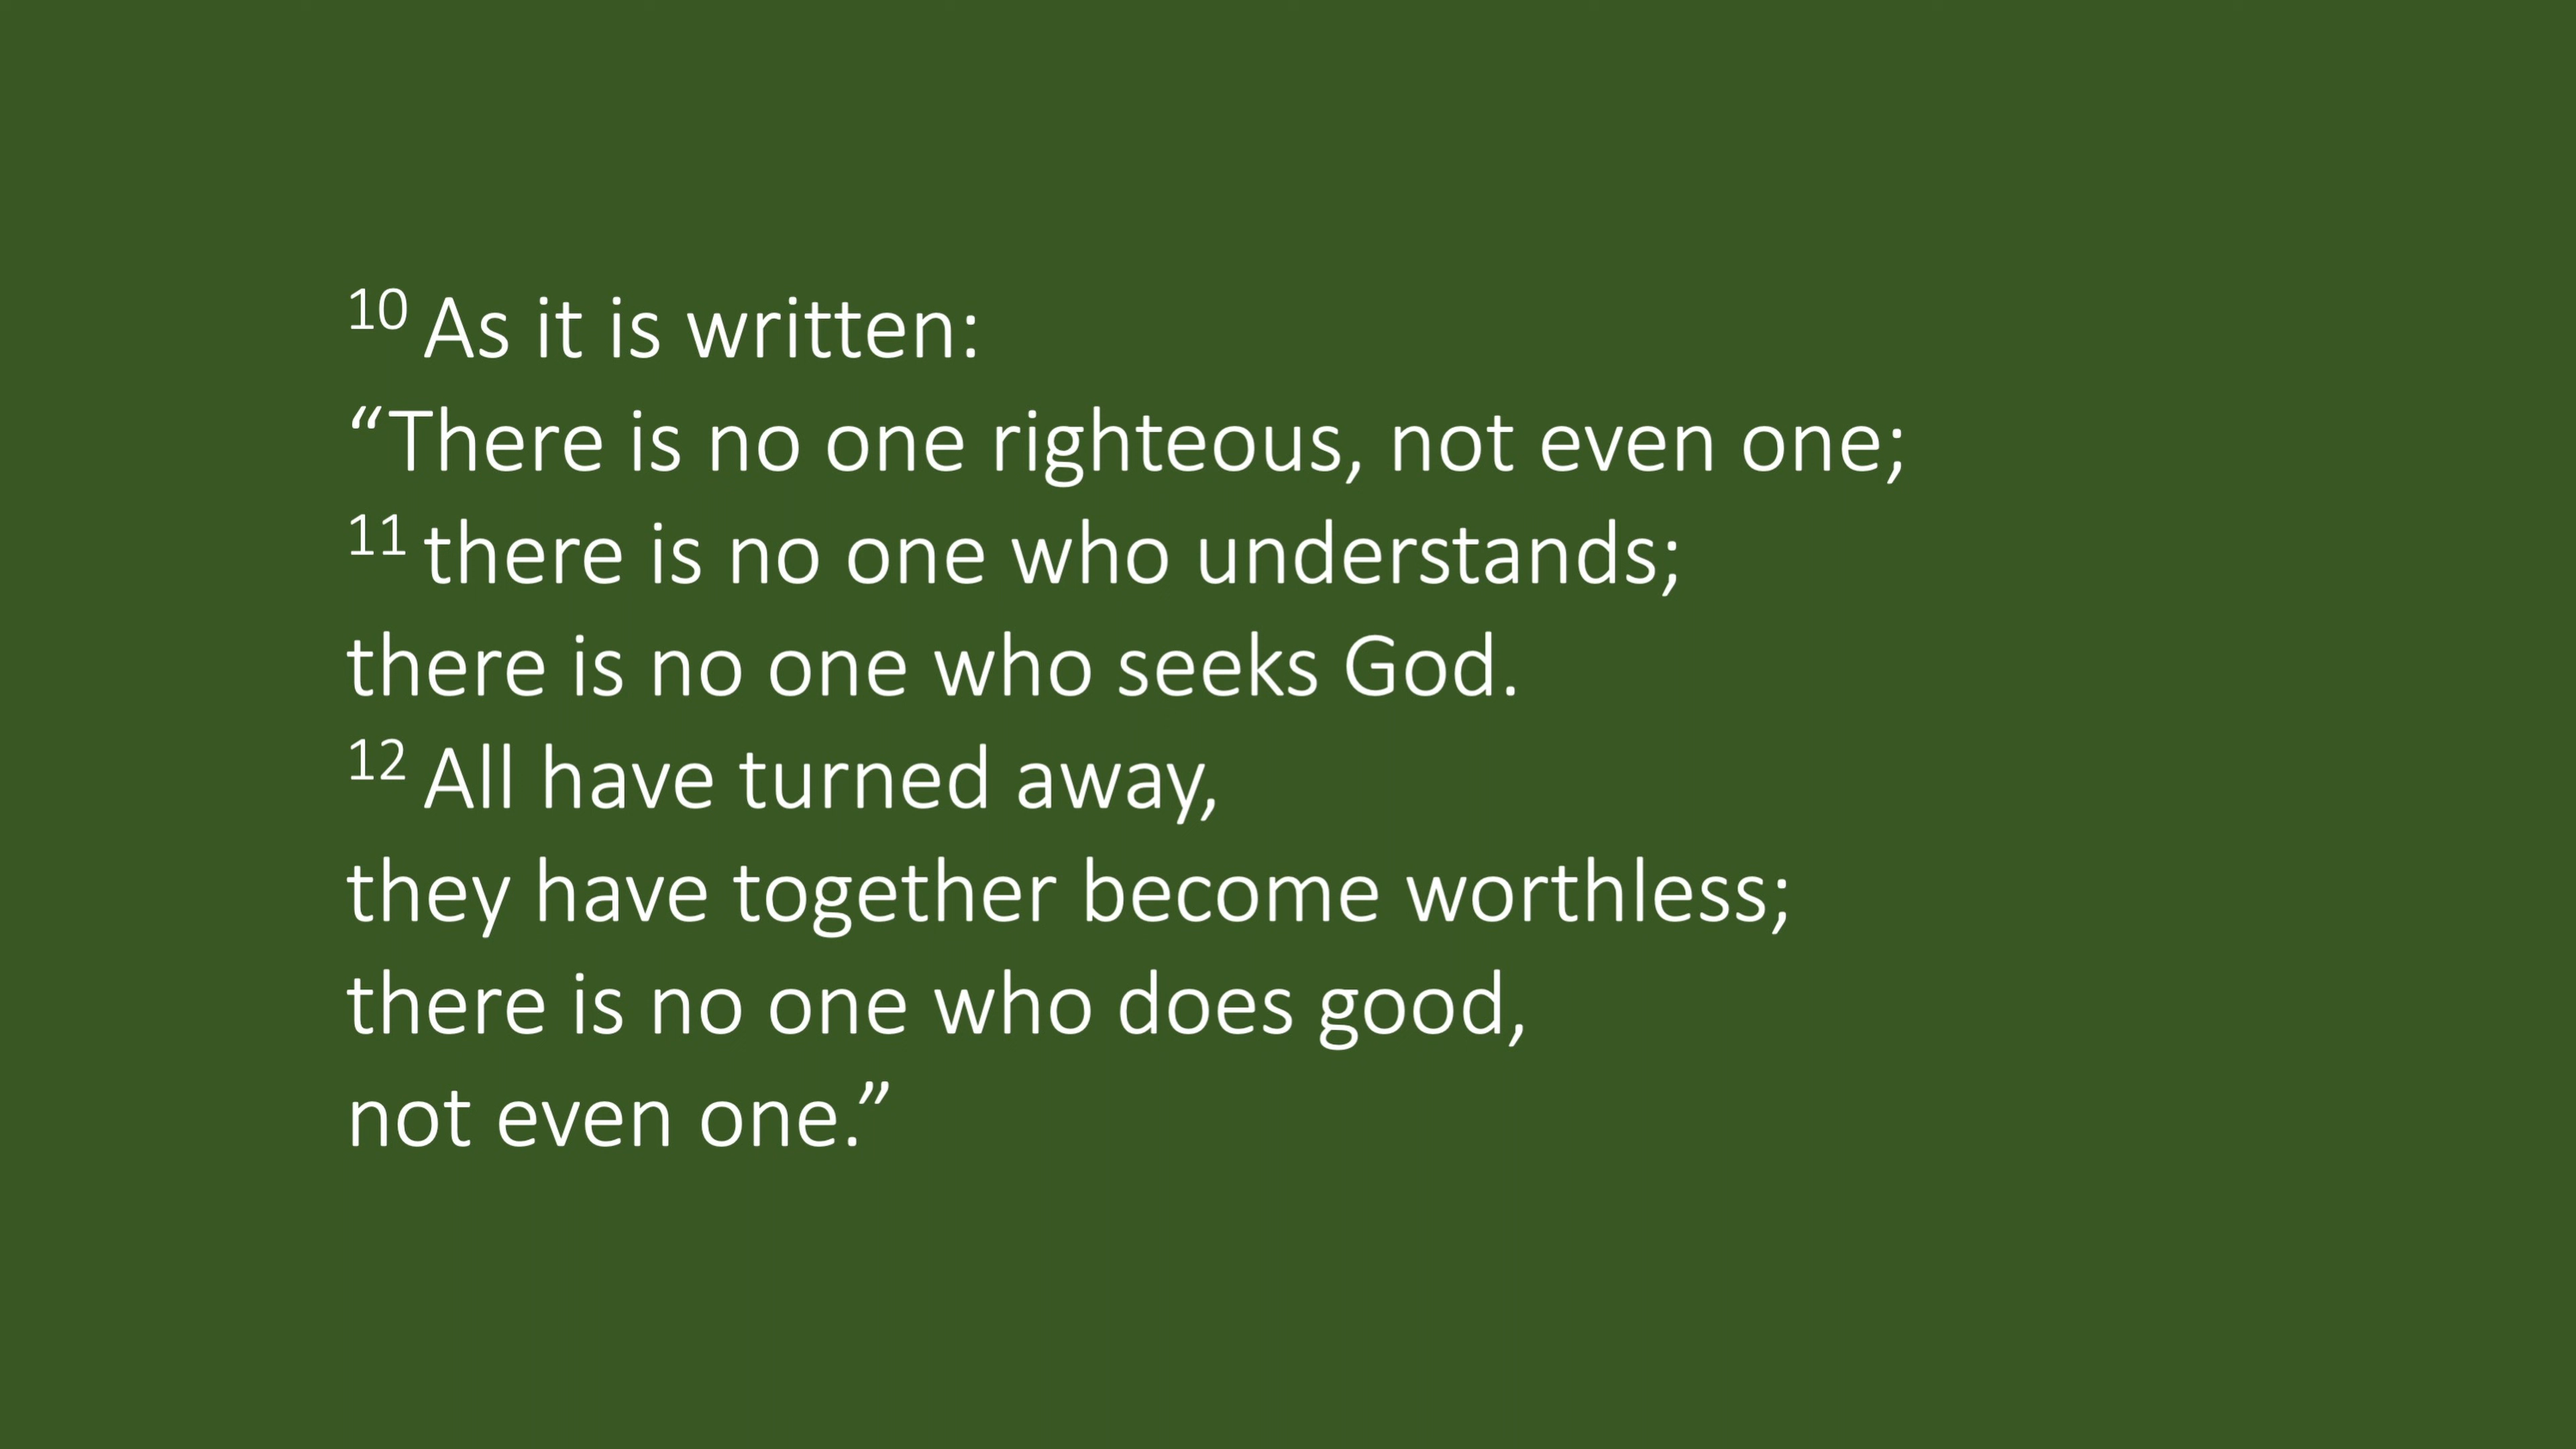 10 As it is written:
“There is no one righteous, not even one;
11 there is no one who understands;
there is no one who seeks God.
12 All have turned away,
they have together become worthless;
there is no one who does good,
not even one.”